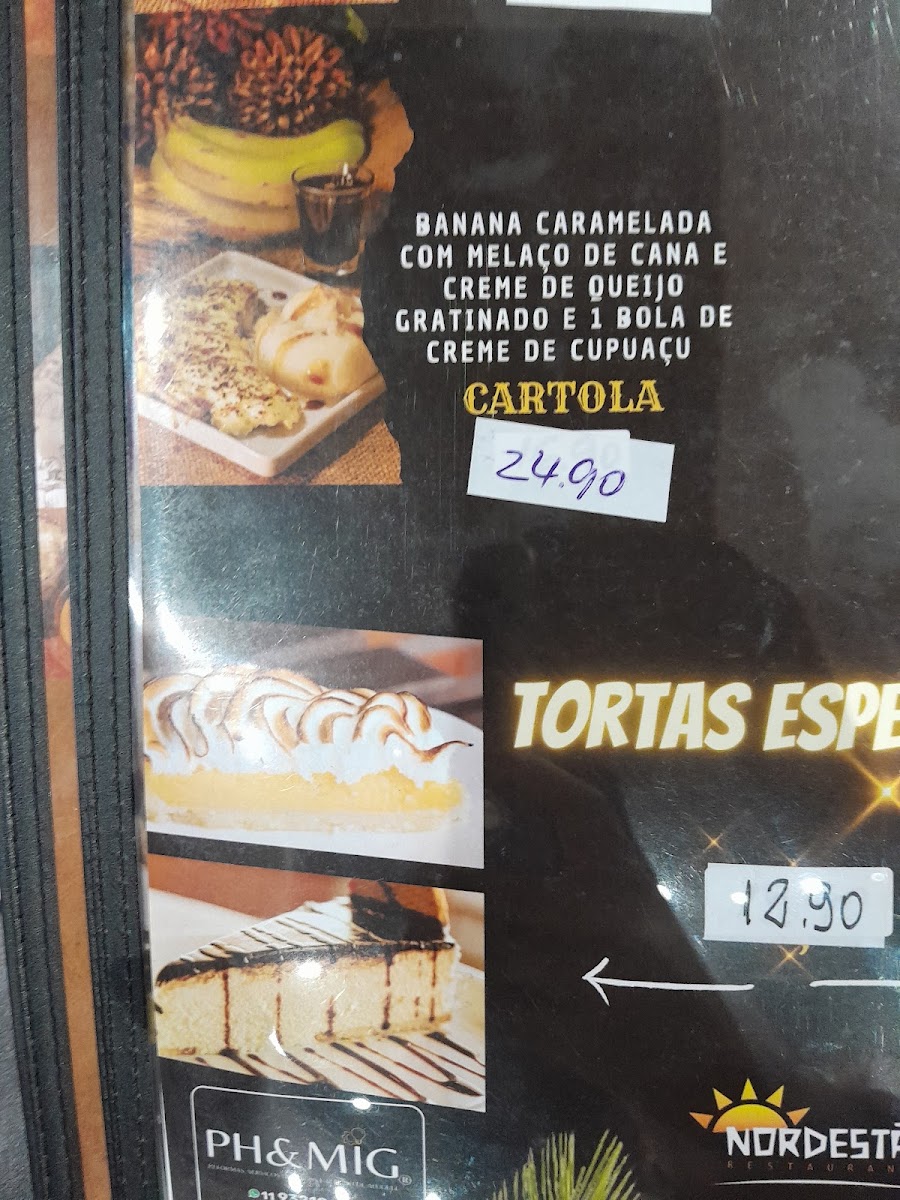 BANANA CARAMELADA
COM MELAÇO DE CANA E
CREME DE QUEIJO
GRATINADO E 1 BOLA DE
CREME DE CUPUAÇU
CARTOLA
24.90
TORTAS ESPE
12.90
PH&MIG
NORDESTÃ
RESTAURAN